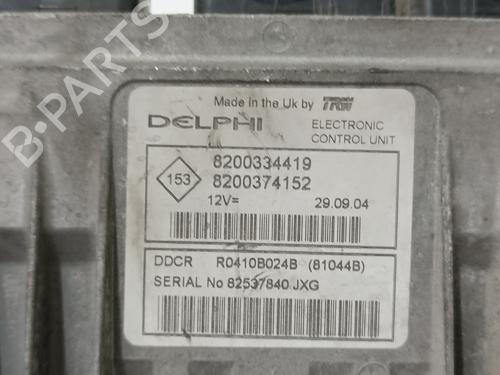 B-PARTS
Made in the Uk by TRW
DELPHI
ELECTRONIC
CONTROL UNIT
153
8200334419
8200374152
12V=
29.09.04
DDCR R0410B024B (81044B)
SERIAL No 82537840 JXG